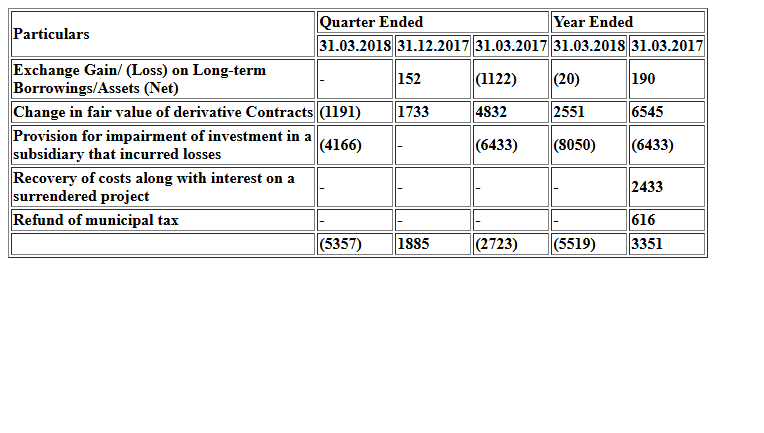 Particulars Quarter Ended Year Ended
31.03.2018 31.12.2017 31.03.2017 31.03.2018 31.03.2017
Exchange Gain/ (Loss) on Long-term
Borrowings/Assets (Net) - 152 (1122) (20) 190
Change in fair value of derivative Contracts (1191) 1733 4832 2551 6545
Provision for impairment of investment in a
subsidiary that incurred losses (4166) - (6433) (8050) (6433)
Recovery of costs along with interest on a
surrendered project - - - - 2433
Refund of municipal tax - - - - 616
(5357) 1885 (2723) (5519) 3351